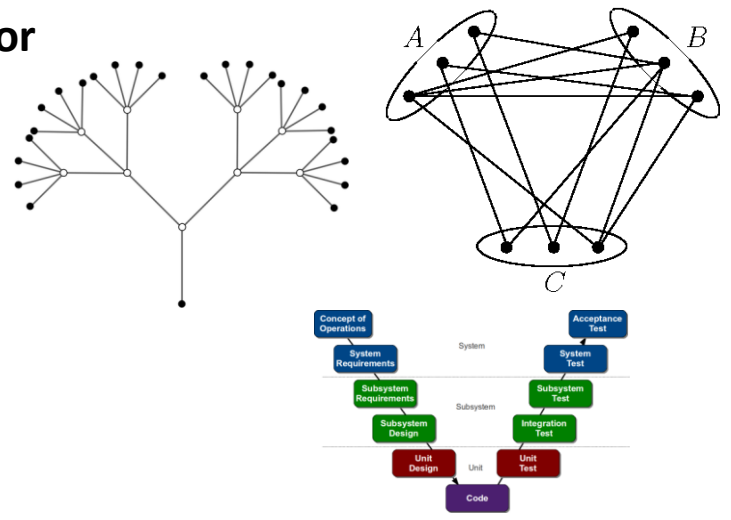 or
A
B
C
Concept of
Operations
Acceptance
Test
System
System
Requirements
System
Test
Subsystem
Requirements
Subsystem
Test
Subsystem
Subsystem
Design
Integration
Test
Unit
Design
Unit
Unit
Test
Code